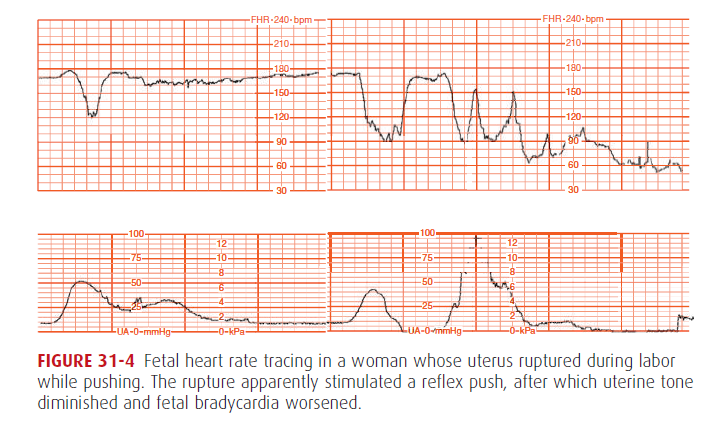 FHR 240 bpm FHR 240 bpm
210 210
180 180
150 150
120 120
90 90
60 60
30 30
100 12 100 12
75 10 75 10
8 8
50 6 50 6
25 4 25 4
2 2
UA-0-mmHg 0-kPa UA-0-mmHg 0-kPa
FIGURE 31-4 Fetal heart rate tracing in a woman whose uterus ruptured during labor
while pushing. The rupture apparently stimulated a reflex push, after which uterine tone
diminished and fetal bradycardia worsened.